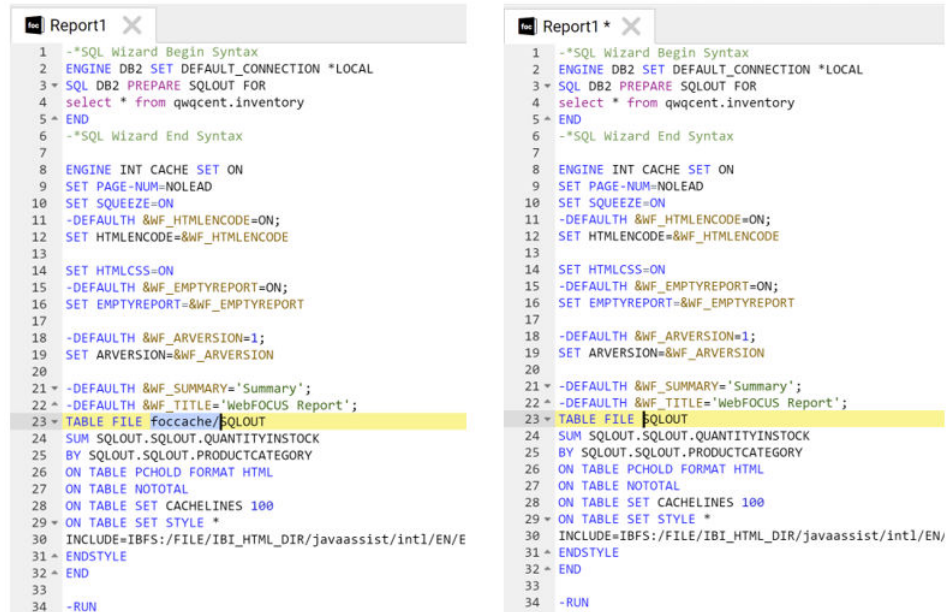 foc Report1
1 -*SQL Wizard Begin Syntax
2 ENGINE DB2 SET DEFAULT_CONNECTION *LOCAL
3 SQL DB2 PREPARE SQLOUT FOR
4 select * from qwqcent.inventory
5 END
6 -*SQL Wizard End Syntax
7
8 ENGINE INT CACHE SET ON
9 SET PAGE-NUM=NOLEAD
10 SET SQUEEZE=ON
11 -DEFAULTH &WF_HTMLENCODE=ON;
12 SET HTMLENCODE=&WF_HTMLENCODE
13
14 SET HTMLCSS=ON
15 -DEFAULTH &WF_EMPTYREPORT=ON;
16 SET EMPTYREPORT=&WF_EMPTYREPORT
17
18 -DEFAULTH &WF_ARVERSION=1;
19 SET ARVERSION=&WF_ARVERSION
20
21 -DEFAULTH &WF_SUMMARY='Summary';
22 -DEFAULTH &WF_TITLE='WebFOCUS Report';
23 TABLE FILE foccache/SQLOUT
24 SUM SQLOUT.SQLOUT.QUANTITYINSTOCK
25 BY SQLOUT.SQLOUT.PRODUCTCATEGORY
26 ON TABLE PCHOLD FORMAT HTML
27 ON TABLE NOTOTAL
28 ON TABLE SET CACHELINES 100
29 ON TABLE SET STYLE *
30 INCLUDE=IBFS:/FILE/IBI_HTML_DIR/javaassist/intl/EN/E
31 ENDSTYLE
32 END
33
34 -RUN
foc Report1 *
1 -*SQL Wizard Begin Syntax
2 ENGINE DB2 SET DEFAULT_CONNECTION *LOCAL
3 SQL DB2 PREPARE SQLOUT FOR
4 select * from qwqcent.inventory
5 END
6 -*SQL Wizard End Syntax
7
8 ENGINE INT CACHE SET ON
9 SET PAGE-NUM=NOLEAD
10 SET SQUEEZE=ON
11 -DEFAULTH &WF_HTMLENCODE=ON;
12 SET HTMLENCODE=&WF_HTMLENCODE
13
14 SET HTMLCSS=ON
15 -DEFAULTH &WF_EMPTYREPORT=ON;
16 SET EMPTYREPORT=&WF_EMPTYREPORT
17
18 -DEFAULTH &WF_ARVERSION=1;
19 SET ARVERSION=&WF_ARVERSION
20
21 -DEFAULTH &WF_SUMMARY='Summary';
22 -DEFAULTH &WF_TITLE='WebFOCUS Report';
23 TABLE FILE SQLOUT
24 SUM SQLOUT.SQLOUT.QUANTITYINSTOCK
25 BY SQLOUT.SQLOUT.PRODUCTCATEGORY
26 ON TABLE PCHOLD FORMAT HTML
27 ON TABLE NOTOTAL
28 ON TABLE SET CACHELINES 100
29 ON TABLE SET STYLE *
30 INCLUDE=IBFS:/FILE/IBI_HTML_DIR/javaassist/intl/EN/
31 ENDSTYLE
32 END
33
34 -RUN